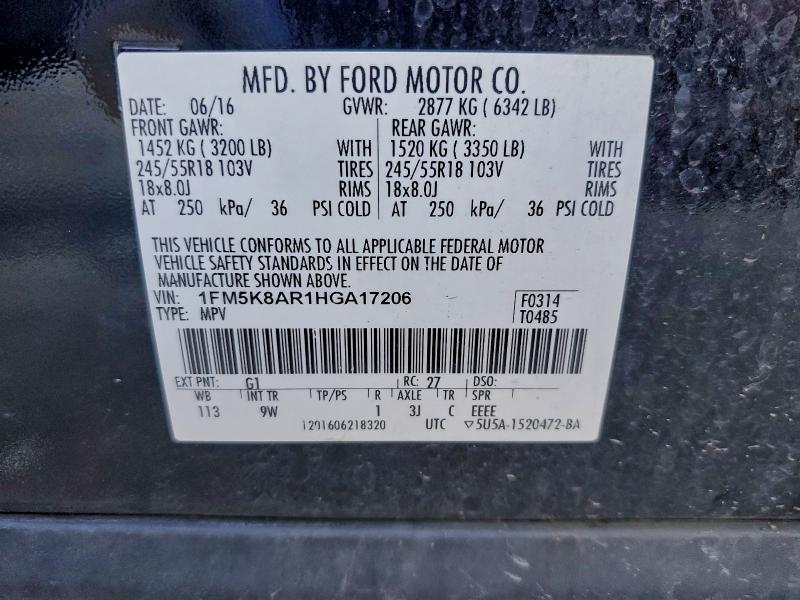 MFD. BY FORD MOTOR CO.
DATE: 06/16 GVWR: 2877 KG ( 6342 LB)
FRONT GAWR: REAR GAWR:
1452 KG ( 3200 LB) WITH 1520 KG ( 3350 LB) WITH
245/55R18 103V TIRES 245/55R18 103V TIRES
18x8.0J RIMS 18x8.0J RIMS
AT 250 kPa/ 36 PSI COLD AT 250 kPa/ 36 PSI COLD
THIS VEHICLE CONFORMS TO ALL APPLICABLE FEDERAL MOTOR
VEHICLE SAFETY STANDARDS IN EFFECT ON THE DATE OF
MANUFACTURE SHOWN ABOVE.
VIN: 1FM5K8AR1HGA17206 F0314
TYPE: MPV T0485
EXT PNT: G1 RC: 27 DSO:
WB INT TR TP/PS R AXLE TR SPR
113 9W 1 3J C EEEE
1201606218320 UTC ▽5U5A-1520472-BA